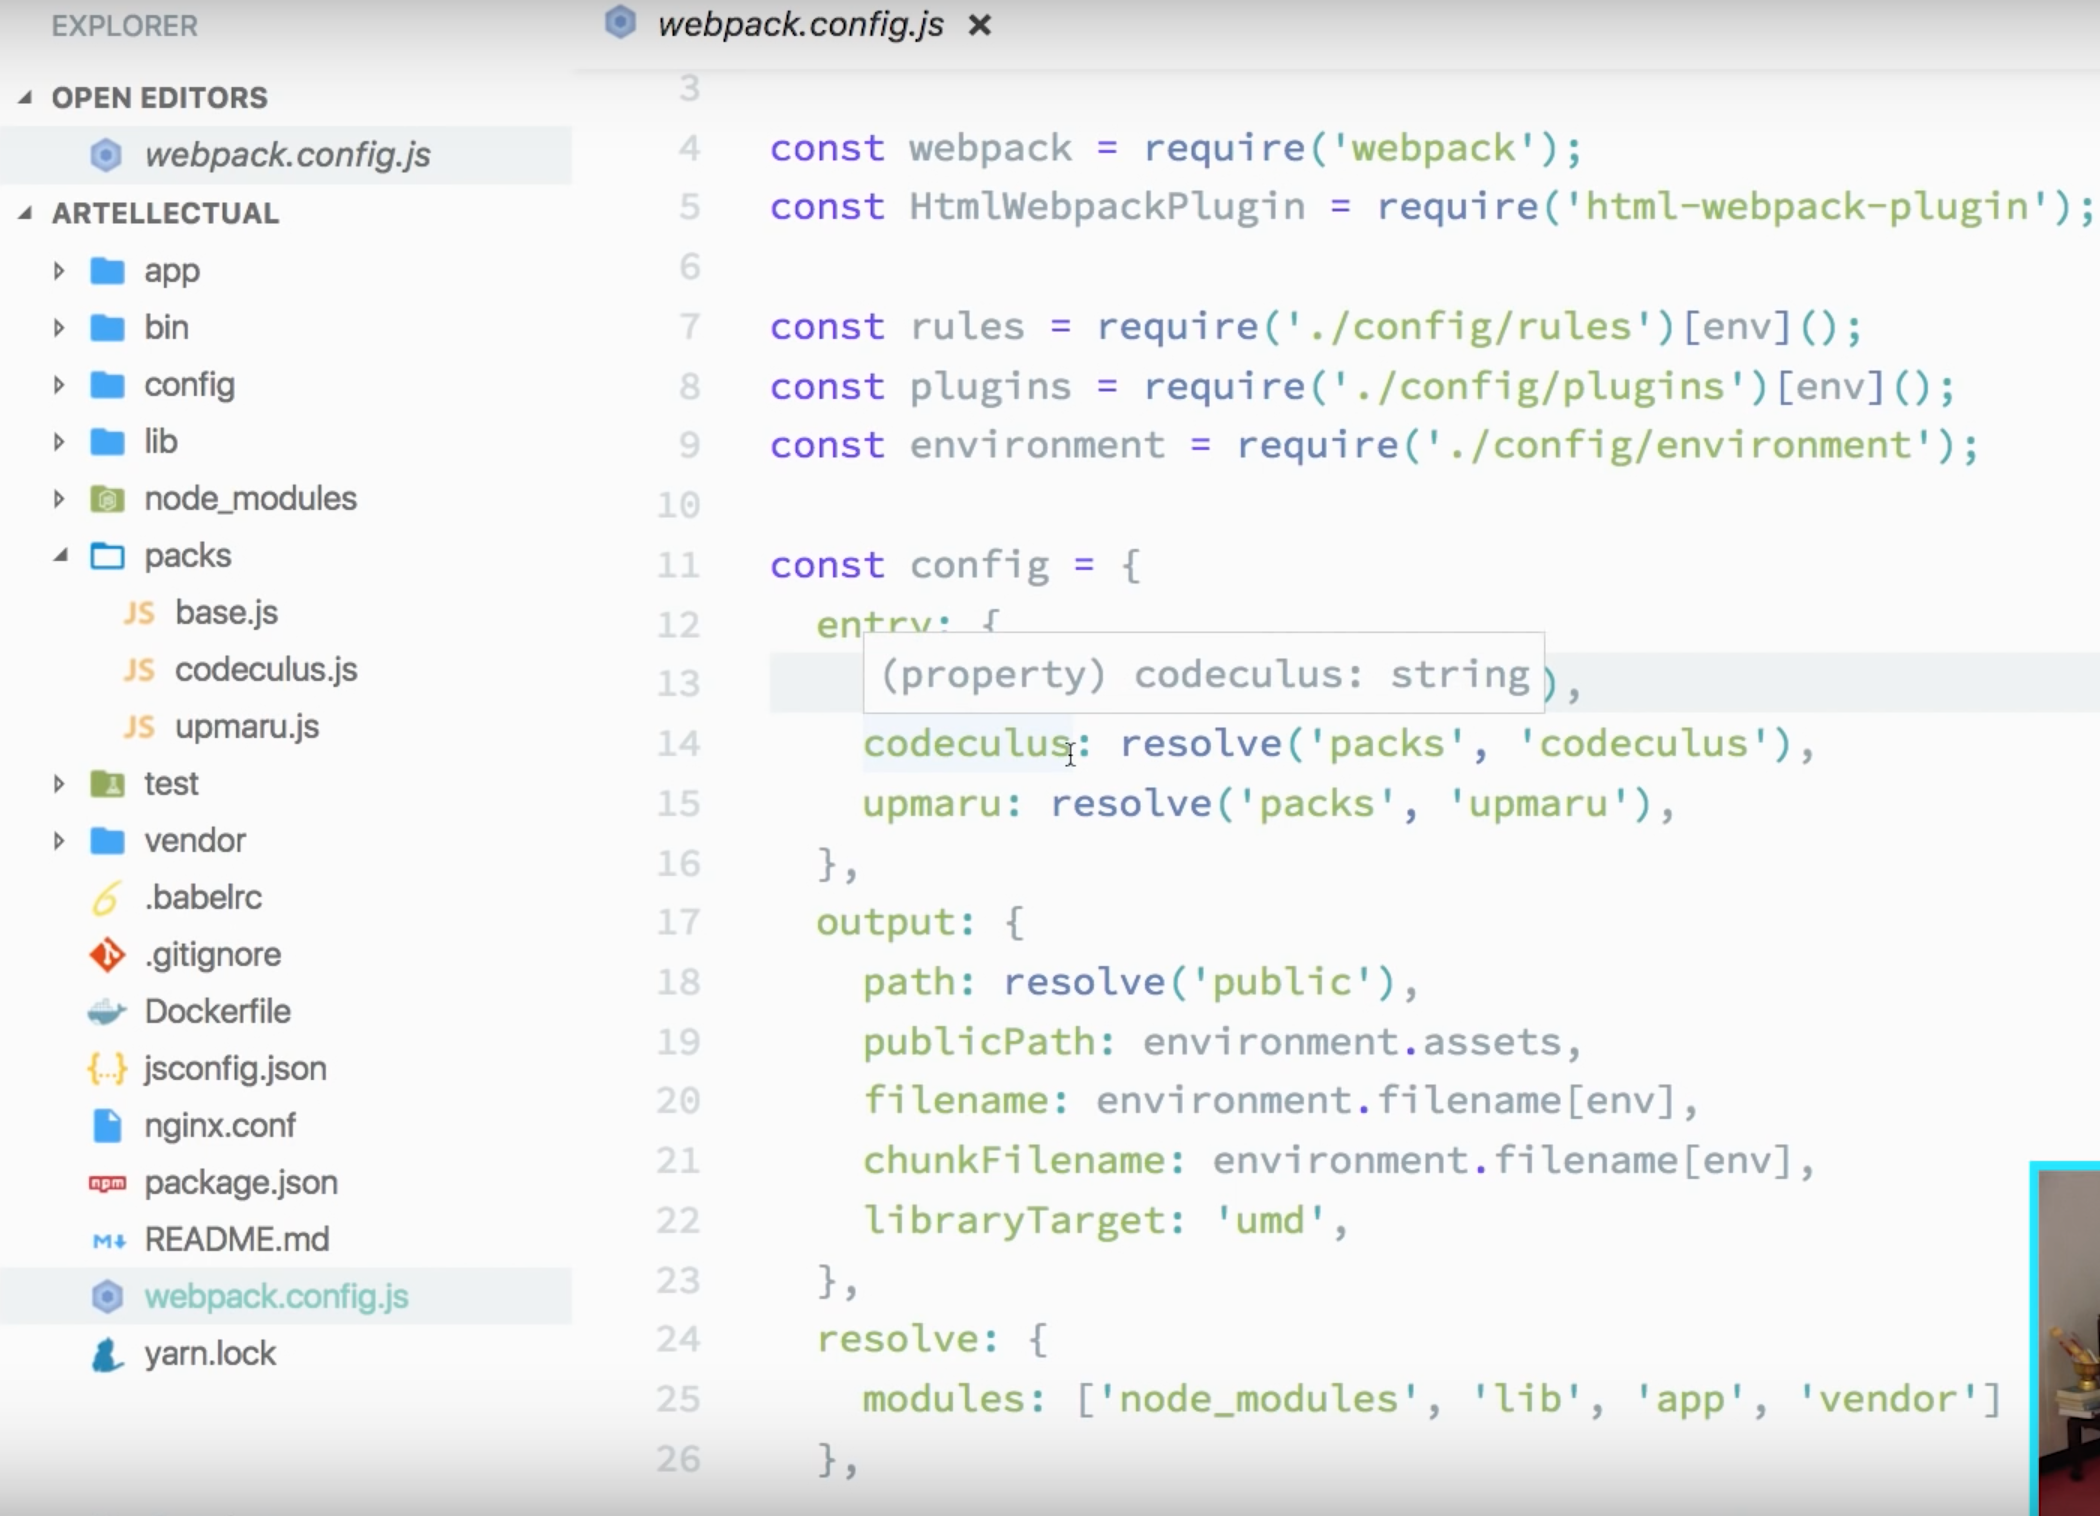 EXPLORER
OPEN EDITORS
webpack.config.js
ARTELLECTUAL
app
bin
config
lib
node_modules
packs
JS base.js
JS codeculus.js
JS upmaru.js
test
vendor
6 .babelrc
.gitignore
Dockerfile
{...} jsconfig.json
nginx.conf
npm package.json
M↓ README.md
webpack.config.js
yarn.lock
webpack.config.js ×
3
4 const webpack = require('webpack');
5 const HtmlWebpackPlugin = require('html-webpack-plugin');
6
7 const rules = require('./config/rules')[env]();
8 const plugins = require('./config/plugins')[env]();
9 const environment = require('./config/environment');
10
11 const config = {
12 entry: {
(property) codeculus: string
13 ),
14 codeculus: resolve('packs', 'codeculus'),
15 upmaru: resolve('packs', 'upmaru'),
16 },
17 output: {
18 path: resolve('public'),
19 publicPath: environment.assets,
20 filename: environment.filename[env],
21 chunkFilename: environment.filename[env],
22 libraryTarget: 'umd',
23 },
24 resolve: {
25 modules: ['node_modules', 'lib', 'app', 'vendor']
26 },